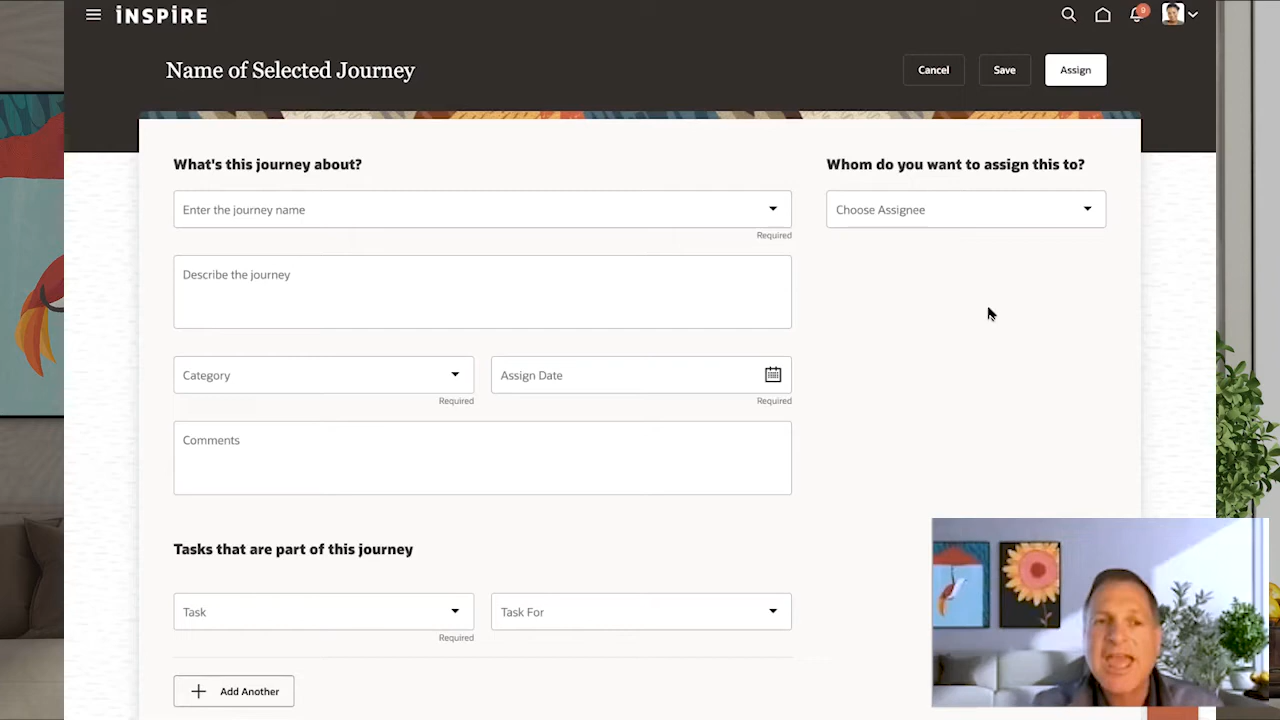 iNSPIRE
9
Name of Selected Journey
Cancel
Save
Assign
What's this journey about?
Whom do you want to assign this to?
Enter the journey name
Choose Assignee
Required
Describe the journey
Category
Assign Date
Required
Required
Comments
Tasks that are part of this journey
Task
Task For
Required
Add Another